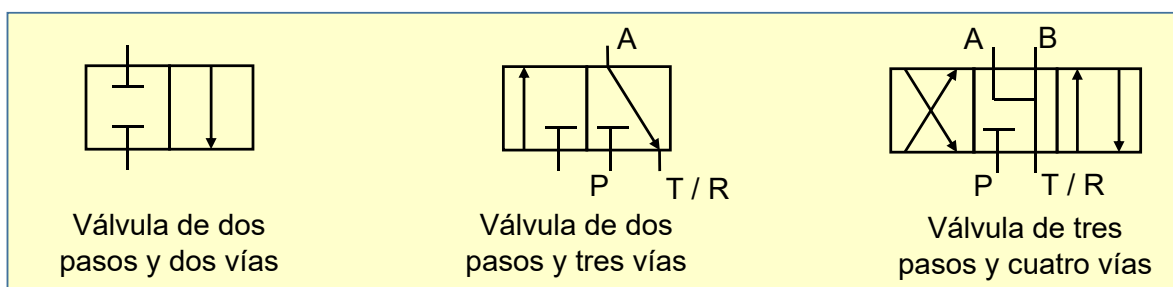 A
A B
P
T / R
P
T / R
Válvula de dos
pasos y dos vías
Válvula de dos
pasos y tres vías
Válvula de tres
pasos y cuatro vías